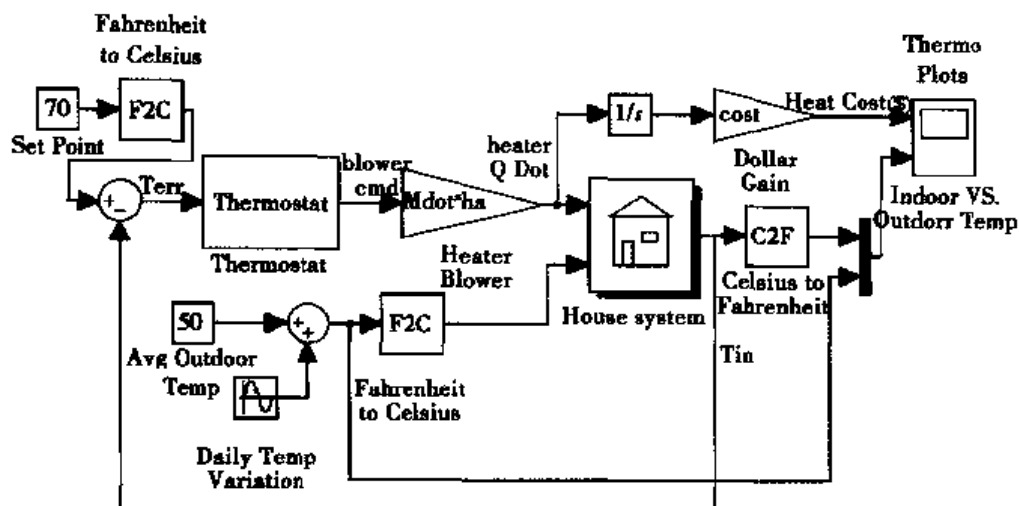 Fahrenheit
to Celsius
70
F2C
Set Point
Terr
Thermostat
Thermostat
blower
cmd
Mdot*ha
heater
Q Dot
1/s
cost
Heat Cost($)
Thermo
Plots
Dollar
Gain
Indoor VS.
Outdorr Temp
Heater
Blower
House system
C2F
Celsius to
Fahrenheit
Tin
50
Avg Outdoor
Temp
F2C
Fahrenheit
to Celsius
Daily Temp
Variation
+
−
+
+